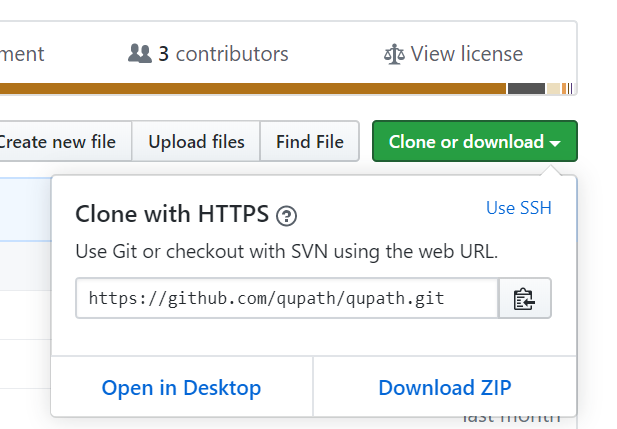 ment
3 contributors
View license
Create new file
Upload files
Find File
Clone or download
Clone with HTTPS ?
Use SSH
Use Git or checkout with SVN using the web URL.
https://github.com/qupath/qupath.git
Open in Desktop
Download ZIP
last month